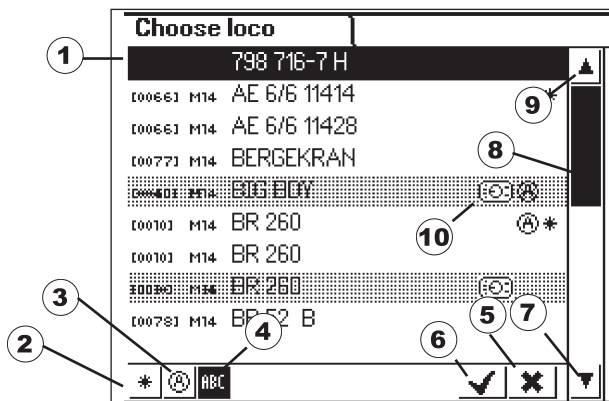 Choose loco
1
798 716-7 H
[0066] M14 AE 6/6 11414 *
9
[0066] M14 AE 6/6 11428
8
[0077] M14 BERGEKRAN
M14 BIG BOY Ⓐ
10
[0010] M14 BR 260 Ⓐ *
[0010] M14 BR 260
BR 260
[0078] M14 BR 52 B
3
4
2
6
5
7
* Ⓐ ABC